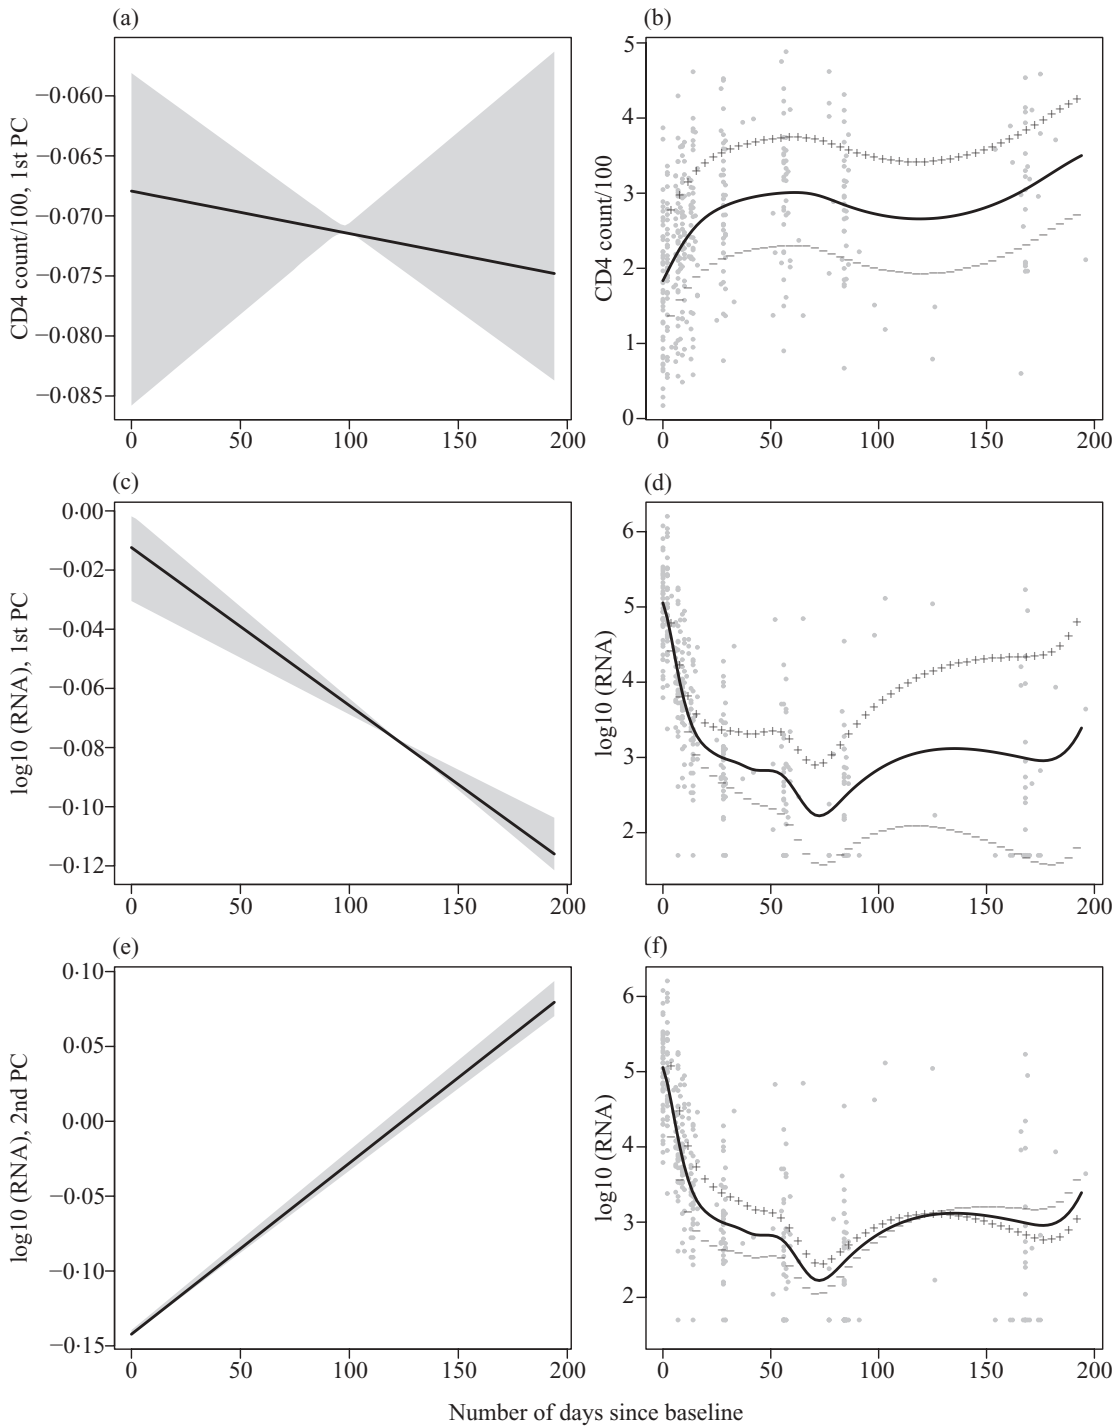 (a)
CD4 count/100, 1st PC
−0·060
−0·065
−0·070
−0·075
−0·080
−0·085
0 50 100 150 200
(b)
CD4 count/100
5
4
3
2
1
0
0 50 100 150 200
(c)
log10 (RNA), 1st PC
0·00
−0·02
−0·04
−0·06
−0·08
−0·10
−0·12
0 50 100 150 200
(d)
log10 (RNA)
6
5
4
3
2
0 50 100 150 200
(e)
log10 (RNA), 2nd PC
0·10
0·05
0·00
−0·05
−0·10
−0·15
0 50 100 150 200
(f)
log10 (RNA)
6
5
4
3
2
0 50 100 150 200
Number of days since baseline